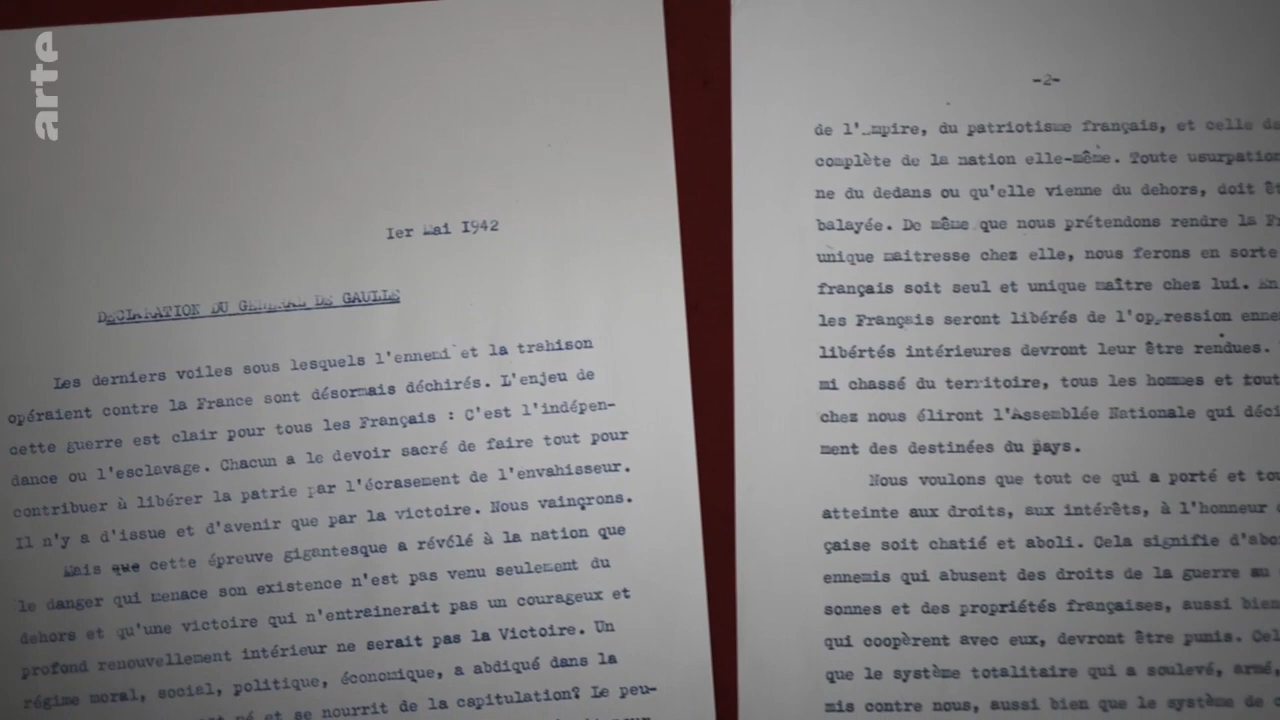 arte
1er Mai 1942
DECLARATION DU GENERAL DE GAULLE
Les derniers voiles sous lesquels l'ennemi et la trahison
opéraient contre la France sont désormais déchirés. L'enjeu de
cette guerre est clair pour tous les Français : C'est l'indépen-
dance ou l'esclavage. Chacun a le devoir sacré de faire tout pour
contribuer à libérer la patrie par l'écrasement de l'envahisseur.
Il n'y a d'issue et d'avenir que par la victoire. Nous vainçrons.
Mais que cette épreuve gigantesque a révélé à la nation que
le danger qui menace son existence n'est pas venu seulement du
dehors et qu'une victoire qui n'entrainerait pas un courageux et
profond renouvellement intérieur ne serait pas la Victoire. Un
régime moral, social, politique, économique, a abdiqué dans la
né et se nourrit de la capitulation? Le peu-
-2-
de l'mpire, du patriotisme français, et celle
complète de la nation elle-même. Toute usurpation
ne du dedans ou qu'elle vienne du dehors, doit
balayée. De même que nous prétendons rendre la
unique maitresse chez elle, nous ferons en sorte
français soit seul et unique maître chez lui.
les Français seront libérés de l'oppression
libértés intérieures devront leur être rendues.
mi chassé du territoire, tous les hommes et
chez nous éliront l'Assemblée Nationale qui
ment des destinées du pays.
Nous voulons que tout ce qui a porté et
atteinte aux droits, aux intérêts, à l'honneur
çaise soit chatié et aboli. Cela signifie
ennemis qui abusent des droits de la guerre au
sonnes et des propriétés françaises, aussi bien
qui coopèrent avec eux, devront être punis.
que le système totalitaire qui a soulevé, armé,
mis contre nous, aussi bien que le système de